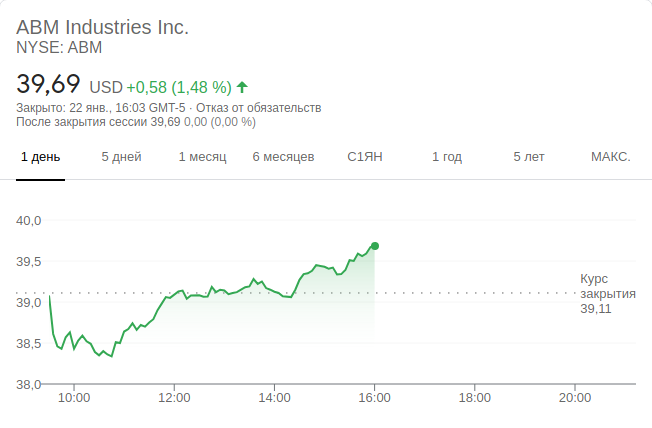 ABM Industries Inc.
NYSE: ABM
39,69 USD +0,58 (1,48 %)
Закрыто: 22 янв., 16:03 GMT-5 · Отказ от обязательств
После закрытия сессии 39,69 0,00 (0,00 %)
1 день 5 дней 1 месяц 6 месяцев С1ЯН 1 год 5 лет МАКС.
40,0
39,5
39,0
38,5
38,0
Курс
закрытия
39,11
10:00 12:00 14:00 16:00 18:00 20:00